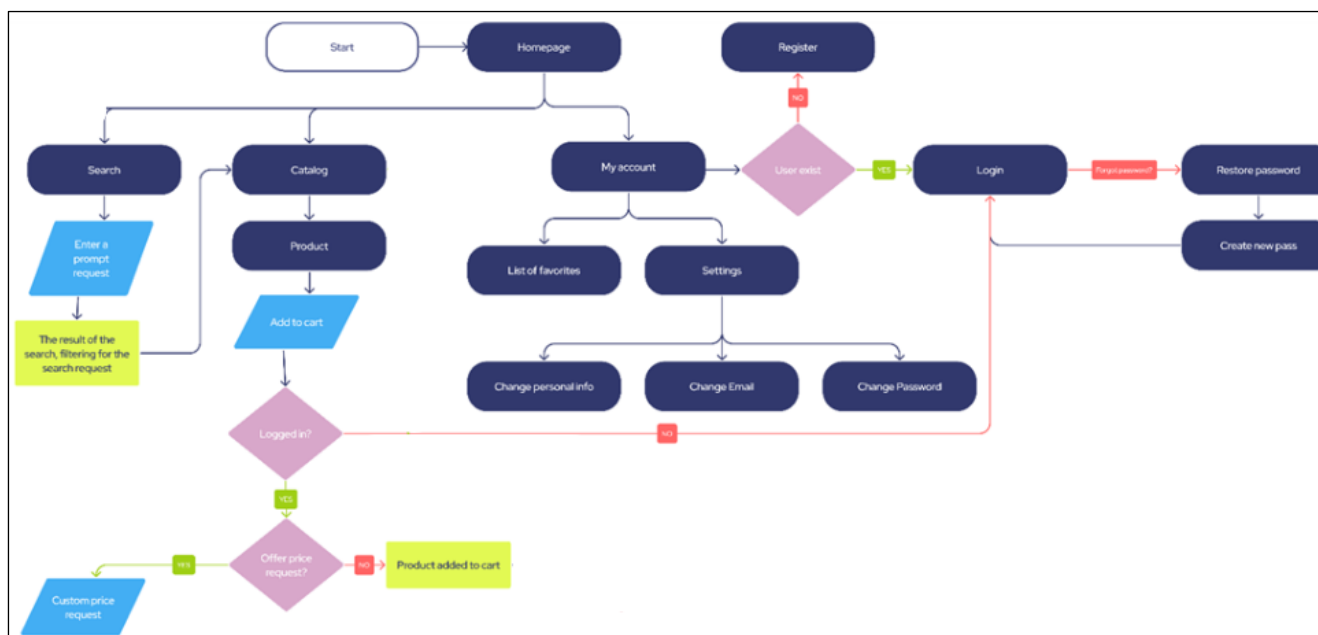 Start
Homepage
Register
NO
Search
Catalog
My account
User exist
YES
Login
Forgot password?
Restore password
Enter a
prompt
request
Product
List of favorites
Settings
Create new pass
Add to cart
The result of the
search, filtering for the
search request
Change personal info
Change Email
Change Password
Logged in?
NO
YES
Offer price
request?
YES
NO
Product added to cart
Custom price
request